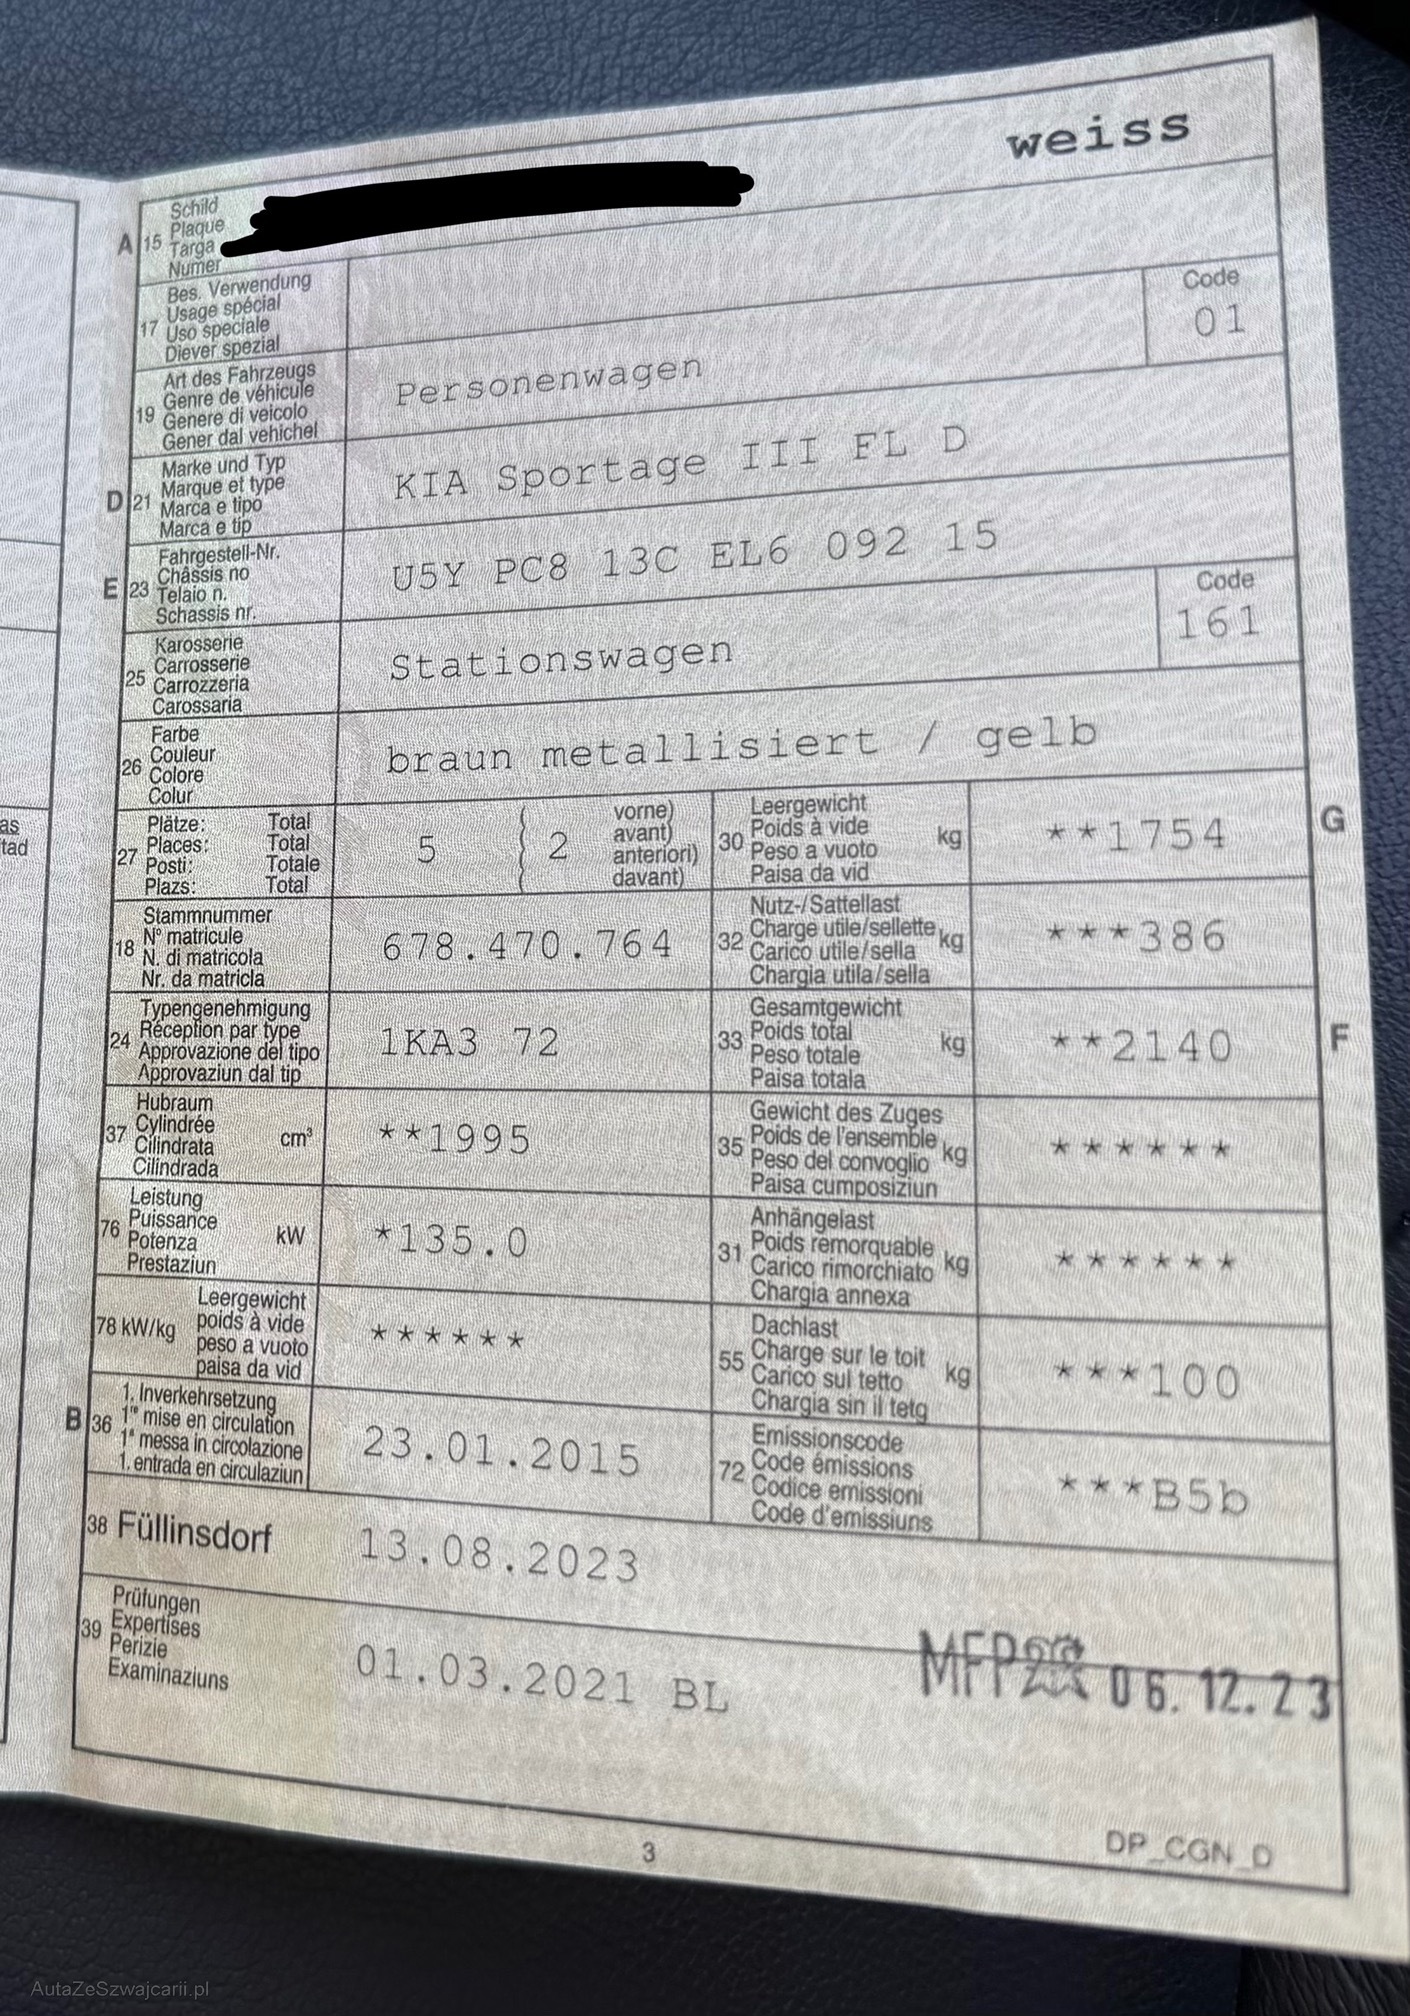 weiss
A 15 Schild
Plaque
Targa
Numer
17 Bes. Verwendung
Usage spécial
Uso speciale
Diever spezial
19 Art des Fahrzeugs
Genre de véhicule
Genere di veicolo
Gener dal vehichel
Personenwagen
Code
01
D 21 Marke und Typ
Marque et type
Marca e tipo
Marca e tip
KIA Sportage III FL D
E 23 Fahrgestell-Nr.
Châssis no
Telaio n.
Schassis nr.
U5Y PC8 13C EL6 092 15
25 Karosserie
Carrosserie
Carrozzeria
Carossaria
Stationswagen
Code
161
26 Farbe
Couleur
Colore
Colur
braun metallisiert / gelb
27 Plätze: Total
Places: Total
Posti: Totale
Plazs: Total
5 { 2
vorne)
avant)
anteriori)
davant)
30 Leergewicht
Poids à vide
Peso a vuoto
Paisa da vid
kg
**1754
G
18 Stammnummer
N° matricule
N. di matricola
Nr. da matricla
678.470.764
32 Nutz-/Sattellast
Charge utile/sellette
Carico utile/sella
Chargia utila/sella
kg
***386
24 Typengenehmigung
Réception par type
Approvazione del tipo
Approvaziun dal tip
1KA3 72
33 Gesamtgewicht
Poids total
Peso totale
Paisa totala
kg
**2140
F
37 Hubraum
Cylindrée
Cilindrata
Cilindrada
cm³
**1995
35 Gewicht des Zuges
Poids de l'ensemble
Peso del convoglio
Paisa cumposiziun
kg
******
76 Leistung
Puissance
Potenza
Prestaziun
kW
*135.0
31 Anhängelast
Poids remorquable
Carico rimorchiato
Chargia annexa
kg
******
78 kW/kg
Leergewicht
poids à vide
peso a vuoto
paisa da vid
******
55 Dachlast
Charge sur le toit
Carico sul tetto
Chargia sin il tetg
kg
***100
B 36 1. Inverkehrsetzung
1re mise en circulation
1a messa in circolazione
1. entrada en circulaziun
23.01.2015
72 Emissionscode
Code émissions
Codice emissioni
Code d'emissiuns
***B5b
38 Füllinsdorf
13.08.2023
39 Prüfungen
Expertises
Perizie
Examinaziuns
01.03.2021 BL
MFP 06. 12. 23
3
DP_CGN_D
as
tad
AutaZeSzwajcarii.pl